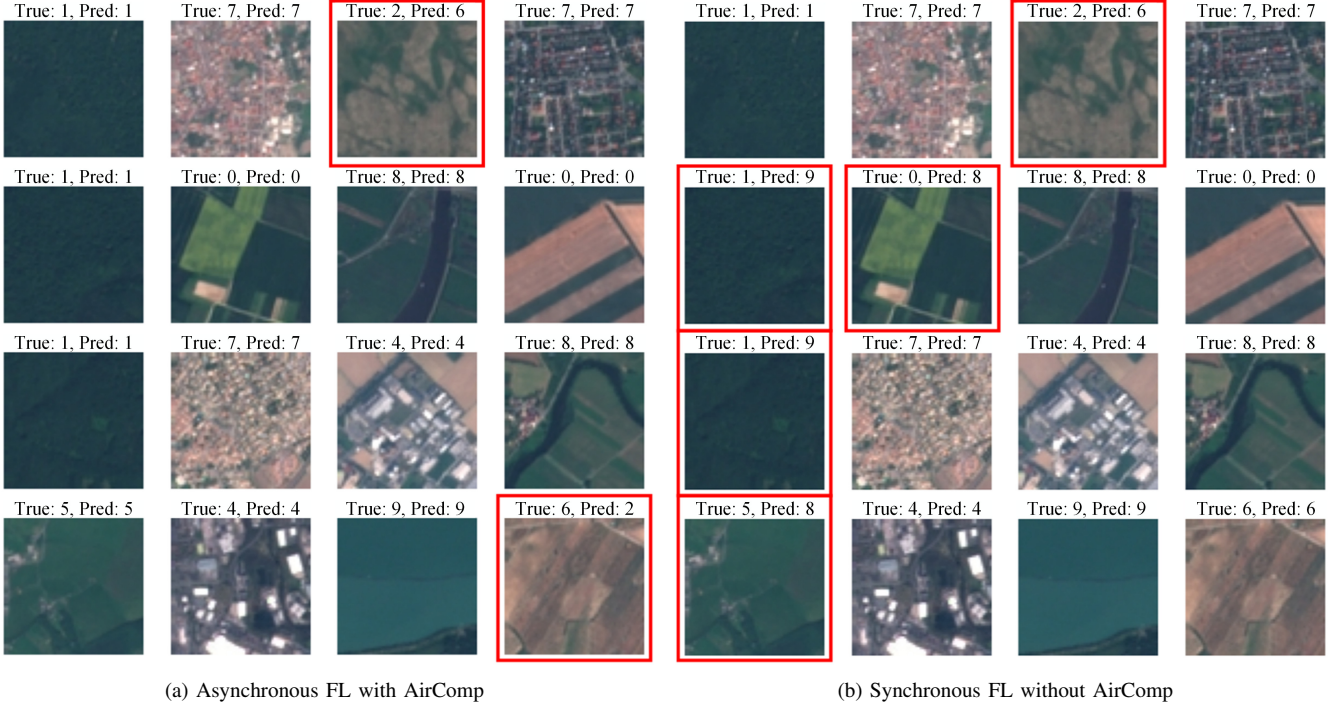 True: 1, Pred: 1
True: 7, Pred: 7
True: 2, Pred: 6
True: 7, Pred: 7
True: 1, Pred: 1
True: 0, Pred: 0
True: 8, Pred: 8
True: 0, Pred: 0
True: 1, Pred: 1
True: 7, Pred: 7
True: 4, Pred: 4
True: 8, Pred: 8
True: 5, Pred: 5
True: 4, Pred: 4
True: 9, Pred: 9
True: 6, Pred: 2
(a) Asynchronous FL with AirComp
True: 1, Pred: 1
True: 7, Pred: 7
True: 2, Pred: 6
True: 7, Pred: 7
True: 1, Pred: 9
True: 0, Pred: 8
True: 8, Pred: 8
True: 0, Pred: 0
True: 1, Pred: 9
True: 7, Pred: 7
True: 4, Pred: 4
True: 8, Pred: 8
True: 5, Pred: 8
True: 4, Pred: 4
True: 9, Pred: 9
True: 6, Pred: 6
(b) Synchronous FL without AirComp